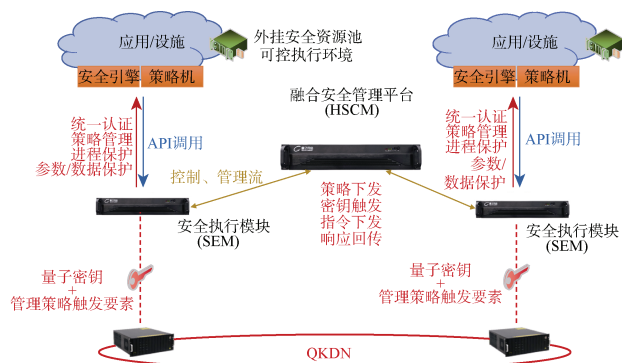 应用/设施
安全引擎 策略机
外挂安全资源池
可控执行环境
应用/设施
安全引擎 策略机
融合安全管理平台
(HSCM)
统一认证
策略管理
进程保护
参数/数据保护
API调用
控制、管理流
策略下发
密钥触发
指令下发
响应回传
统一认证
策略管理
进程保护
参数/
数据保护
API调用
安全执行模块
(SEM)
安全执行模块
(SEM)
量子密钥
+
管理策略触发要素
量子密钥
+
管理策略触发要素
QKDN